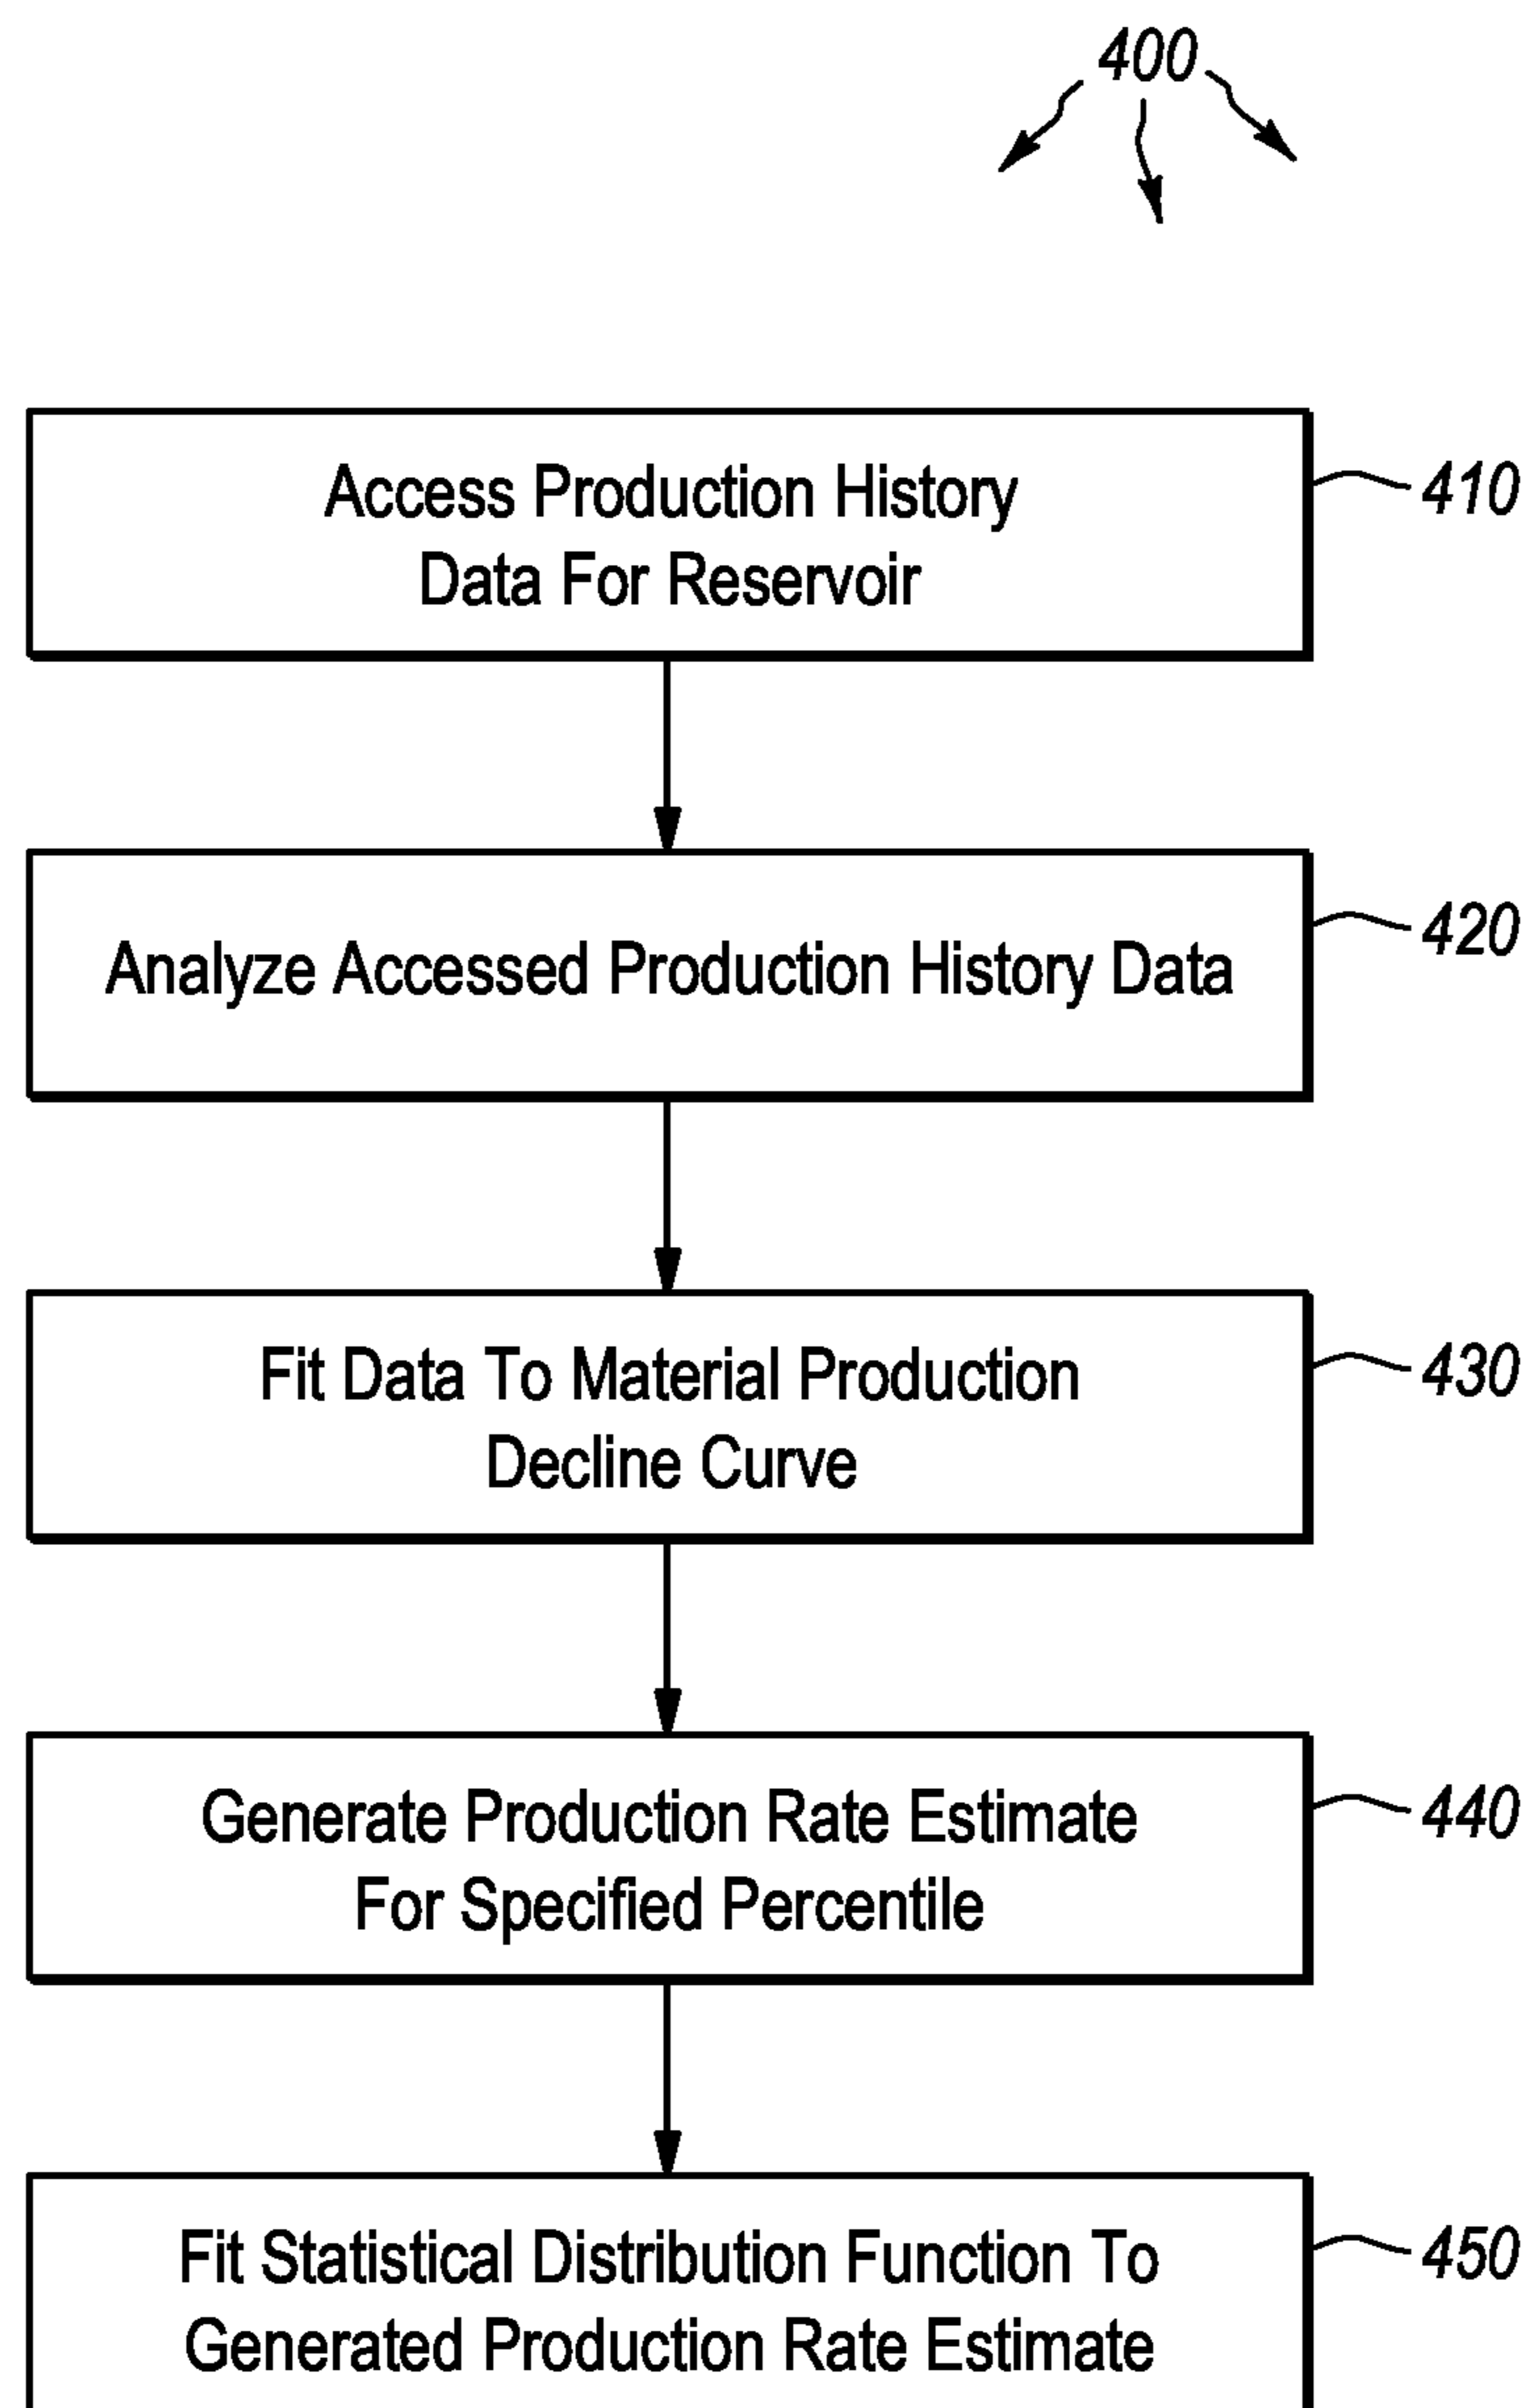 400
Access Production History
Data For Reservoir
410
Analyze Accessed Production History Data
420
Fit Data To Material Production
Decline Curve
430
Generate Production Rate Estimate
For Specified Percentile
440
Fit Statistical Distribution Function To
Generated Production Rate Estimate
450